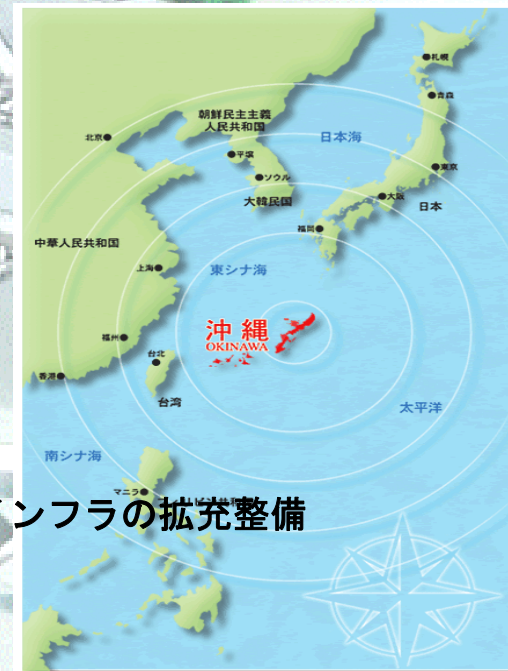 札幌
青森
朝鮮民主主義
人民共和国
北京
日本海
平壌
ソウル
東京
大韓民国
大阪
日本
福岡
中華人民共和国
上海
東シナ海
沖縄
OKINAWA
福州
台北
香港
台湾
太平洋
南シナ海
マニラ
ンフラの拡充整備